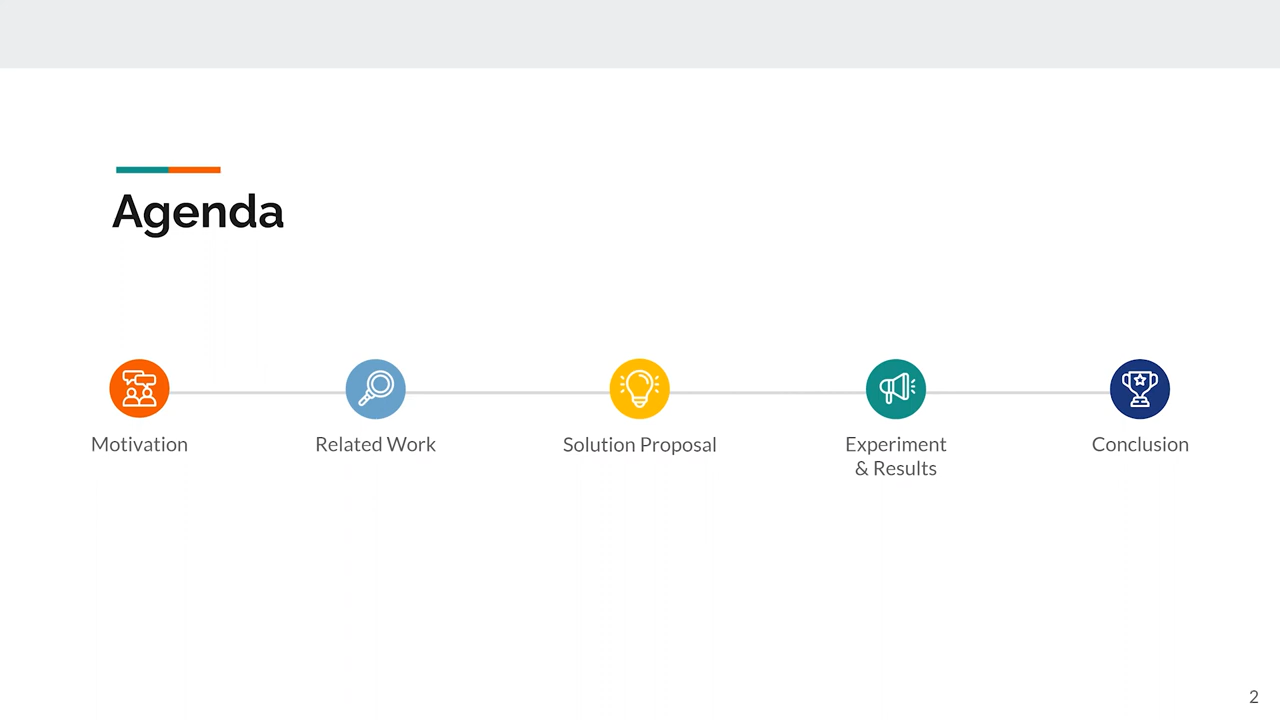 Agenda
Motivation
Related Work
Solution Proposal
Experiment
& Results
Conclusion
2